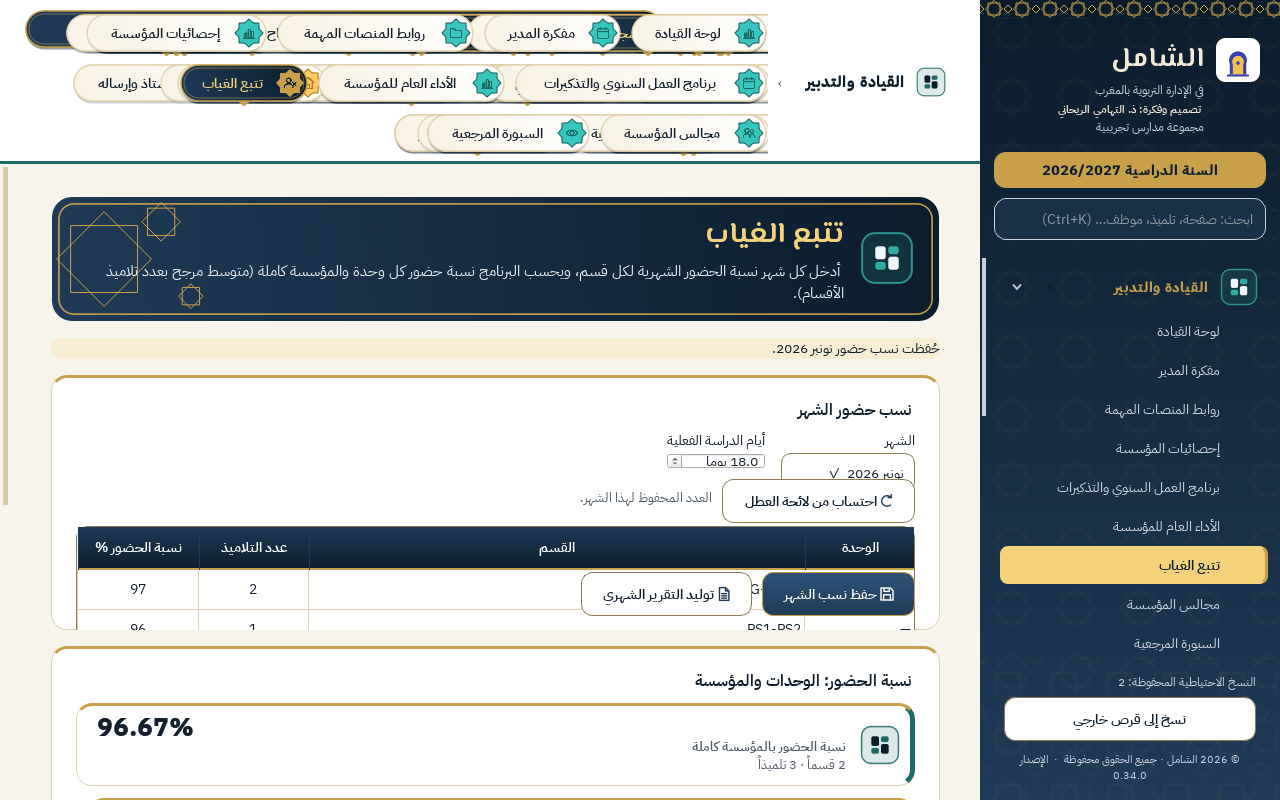 الشامل
في الإدارة التربوية بالمغرب
تصميم وفكرة: ذ. التهامي الريحاني
مجموعة مدارس تجريبية
السنة الدراسية 2026/2027
ابحث: صفحة، تلميذ، موظف... (Ctrl+K)
القيادة والتدبير
لوحة القيادة
مفكرة المدير
روابط المنصات المهمة
إحصائيات المؤسسة
برنامج العمل السنوي والتذكيرات
الأداء العام للمؤسسة
تتبع الغياب
مجالس المؤسسة
السبورة المرجعية
النسخ الاحتياطية المحفوظة: 2
نسخ إلى قرص خارجي
© 2026 الشامل · جميع الحقوق محفوظة · الإصدار
0.34.0
القيادة والتدبير ‹
لوحة القيادة
مفكرة المدير
روابط المنصات المهمة
إحصائيات المؤسسة
برنامج العمل السنوي والتذكيرات
الأداء العام للمؤسسة
تتبع الغياب
وإرساله
مجالس المؤسسة
السبورة المرجعية
تتبع الغياب
أدخل كل شهر نسبة الحضور الشهرية لكل قسم، ويحسب البرنامج نسبة حضور كل وحدة والمؤسسة كاملة (متوسط مرجح بعدد تلاميذ
الأقسام).
حُفظت نسب حضور نونبر 2026.
نسب حضور الشهر
الشهر
أيام الدراسة الفعلية
نونبر 2026
18.0 يوما
احتساب من لائحة العطل
العدد المحفوظ لهذا الشهر.
الوحدة القسم عدد التلاميذ نسبة الحضور %
2 97
حفظ نسب الشهر
توليد التقرير الشهري
— PS1-PS2 1 96
نسبة الحضور: الوحدات والمؤسسة
96.67%
نسبة الحضور بالمؤسسة كاملة
2 قسماً · 3 تلميذاً